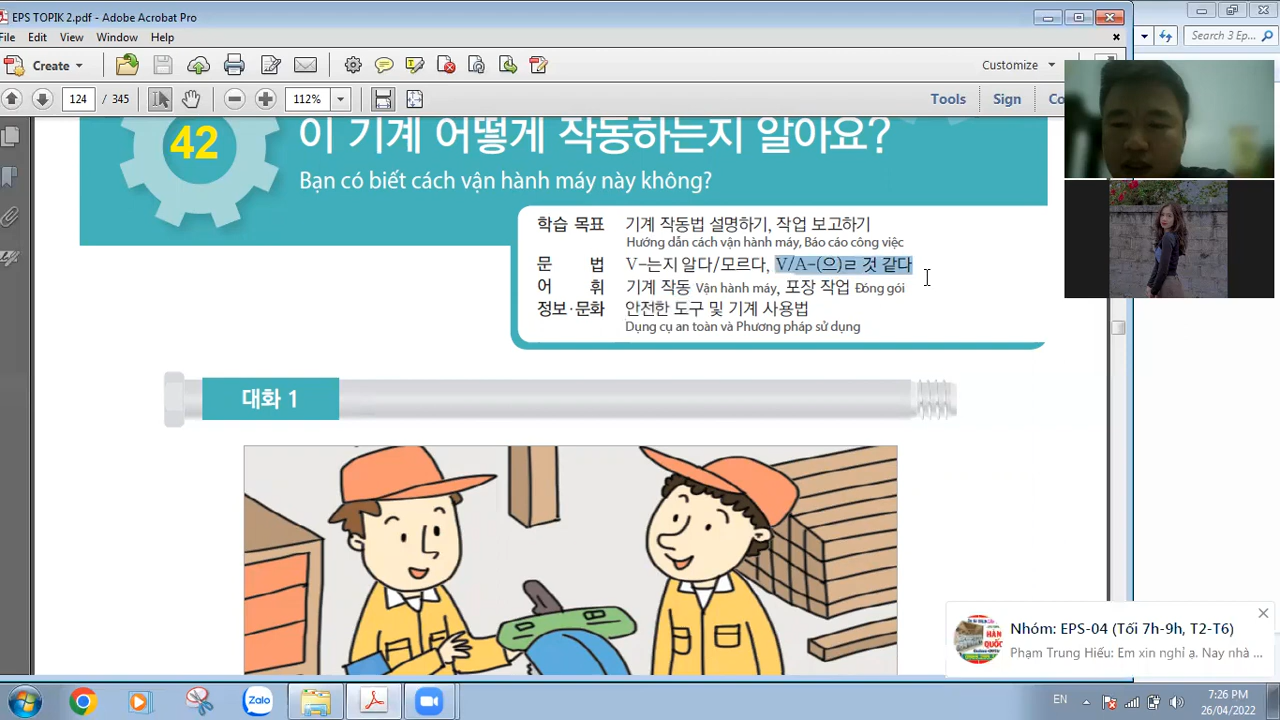 EPS TOPIK 2.pdf - Adobe Acrobat Pro
File Edit View Window Help
Search 3 Ep...
Create
Customize
124 / 345
112%
Tools Sign Co
42
이 기계 어떻게 작동하는지 알아요?
Bạn có biết cách vận hành máy này không?
학습 목표 기계 작동법 설명하기, 작업 보고하기
Hướng dẫn cách vận hành máy, Báo cáo công việc
문 법 V-는지 알다/모르다, V/A-(으)ㄹ 것 같다
어 휘 기계 작동 Vận hành máy, 포장 작업 Đóng gói
정보·문화 안전한 도구 및 기계 사용법
Dụng cụ an toàn và Phương pháp sử dụng
대화 1
Nhóm: EPS-04 (Tối 7h-9h, T2-T6)
Phạm Trung Hiếu: Em xin nghỉ ạ. Nay nhà ...
HÀN
QUỐC
Zalo
EN
7:26 PM
26/04/2022